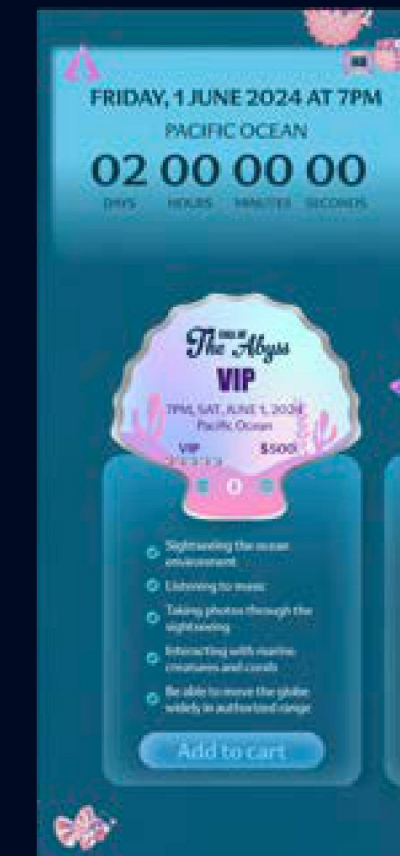 FRIDAY, 1 JUNE 2024 AT 7PM
PACIFIC OCEAN
02 00 00 00
DAYS HOURS MINUTES SECONDS
The Abyss
VIP
7PM, SAT, JUNE 1, 2024
Pacific Ocean
VIP $500
0
Sightseeing the ocean
environment
Listening to music
Taking photos through the
sightseeing
Interacting with marine
creatures and corals
Be able to move the globe
widely in authorized range
Add to cart